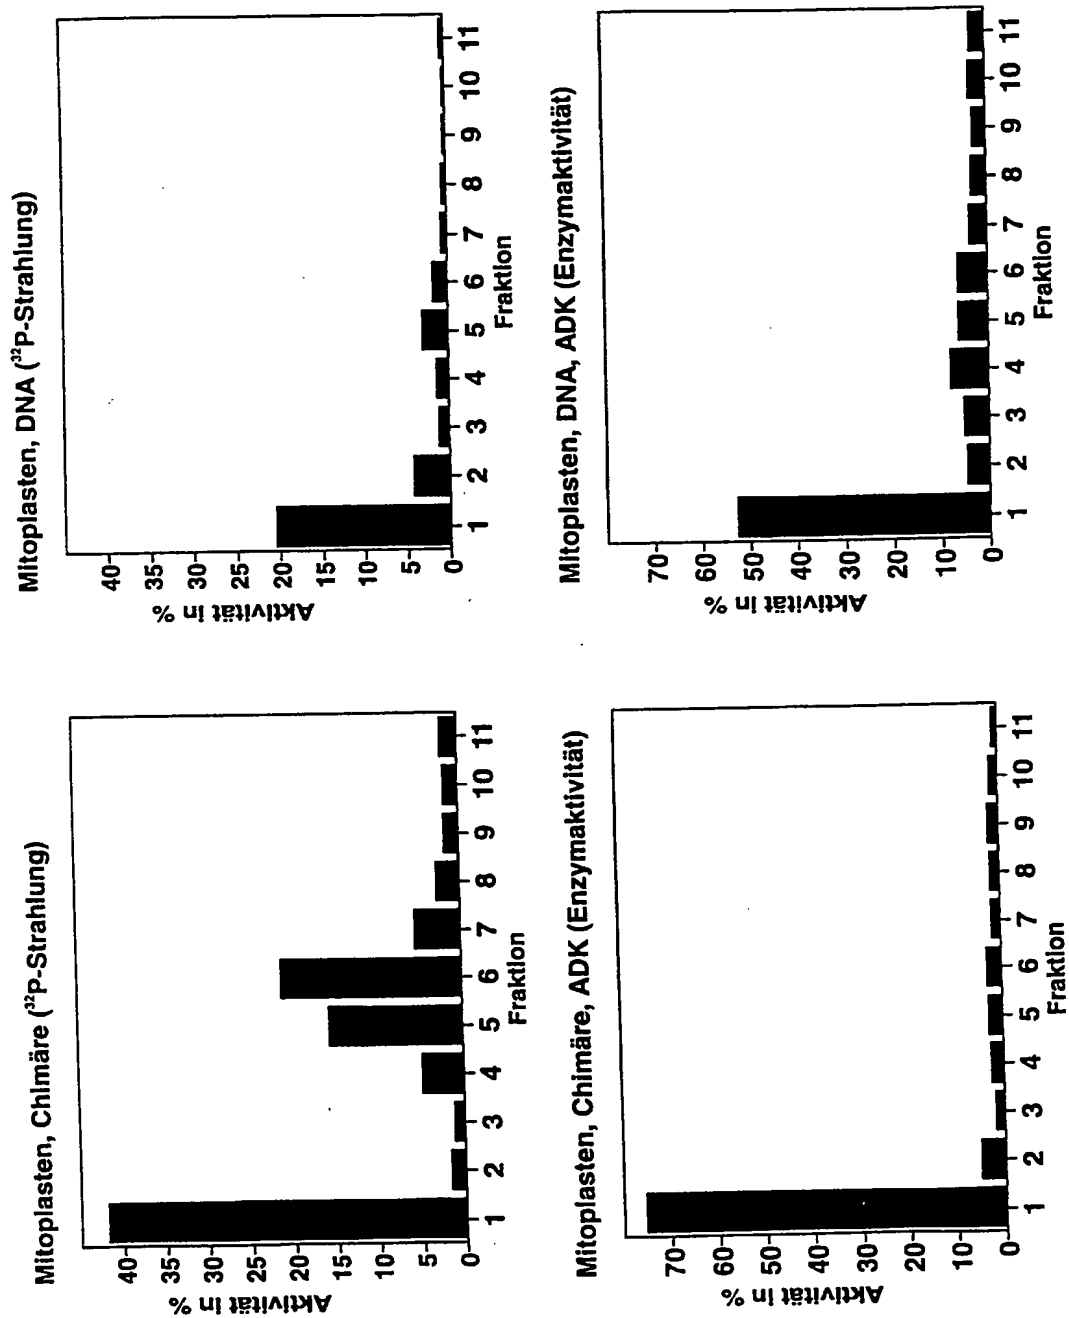 Mitoplasten, Chimäre (³²P-Strahlung)
Aktivität in %
40
35
30
25
20
15
10
5
0
1 2 3 4 5 6 7 8 9 10 11
Fraktion
Mitoplasten, DNA (³²P-Strahlung)
Aktivität in %
40
35
30
25
20
15
10
5
0
1 2 3 4 5 6 7 8 9 10 11
Fraktion
Mitoplasten, Chimäre, ADK (Enzymaktivität)
Aktivität in %
70
60
50
40
30
20
10
0
1 2 3 4 5 6 7 8 9 10 11
Fraktion
Mitoplasten, DNA, ADK (Enzymaktivität)
Aktivität in %
70
60
50
40
30
20
10
0
1 2 3 4 5 6 7 8 9 10 11
Fraktion